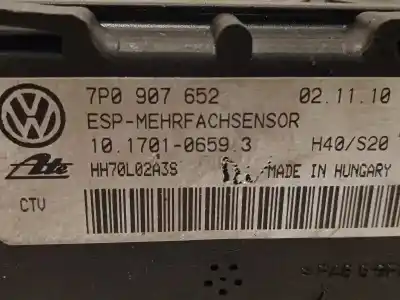 7P0 907 652 02.11.10
ESP-MEHRFACHSENSOR
10.1701-0659.3 H40/S20
Ate HH70L02A3S MADE IN HUNGARY
CTV